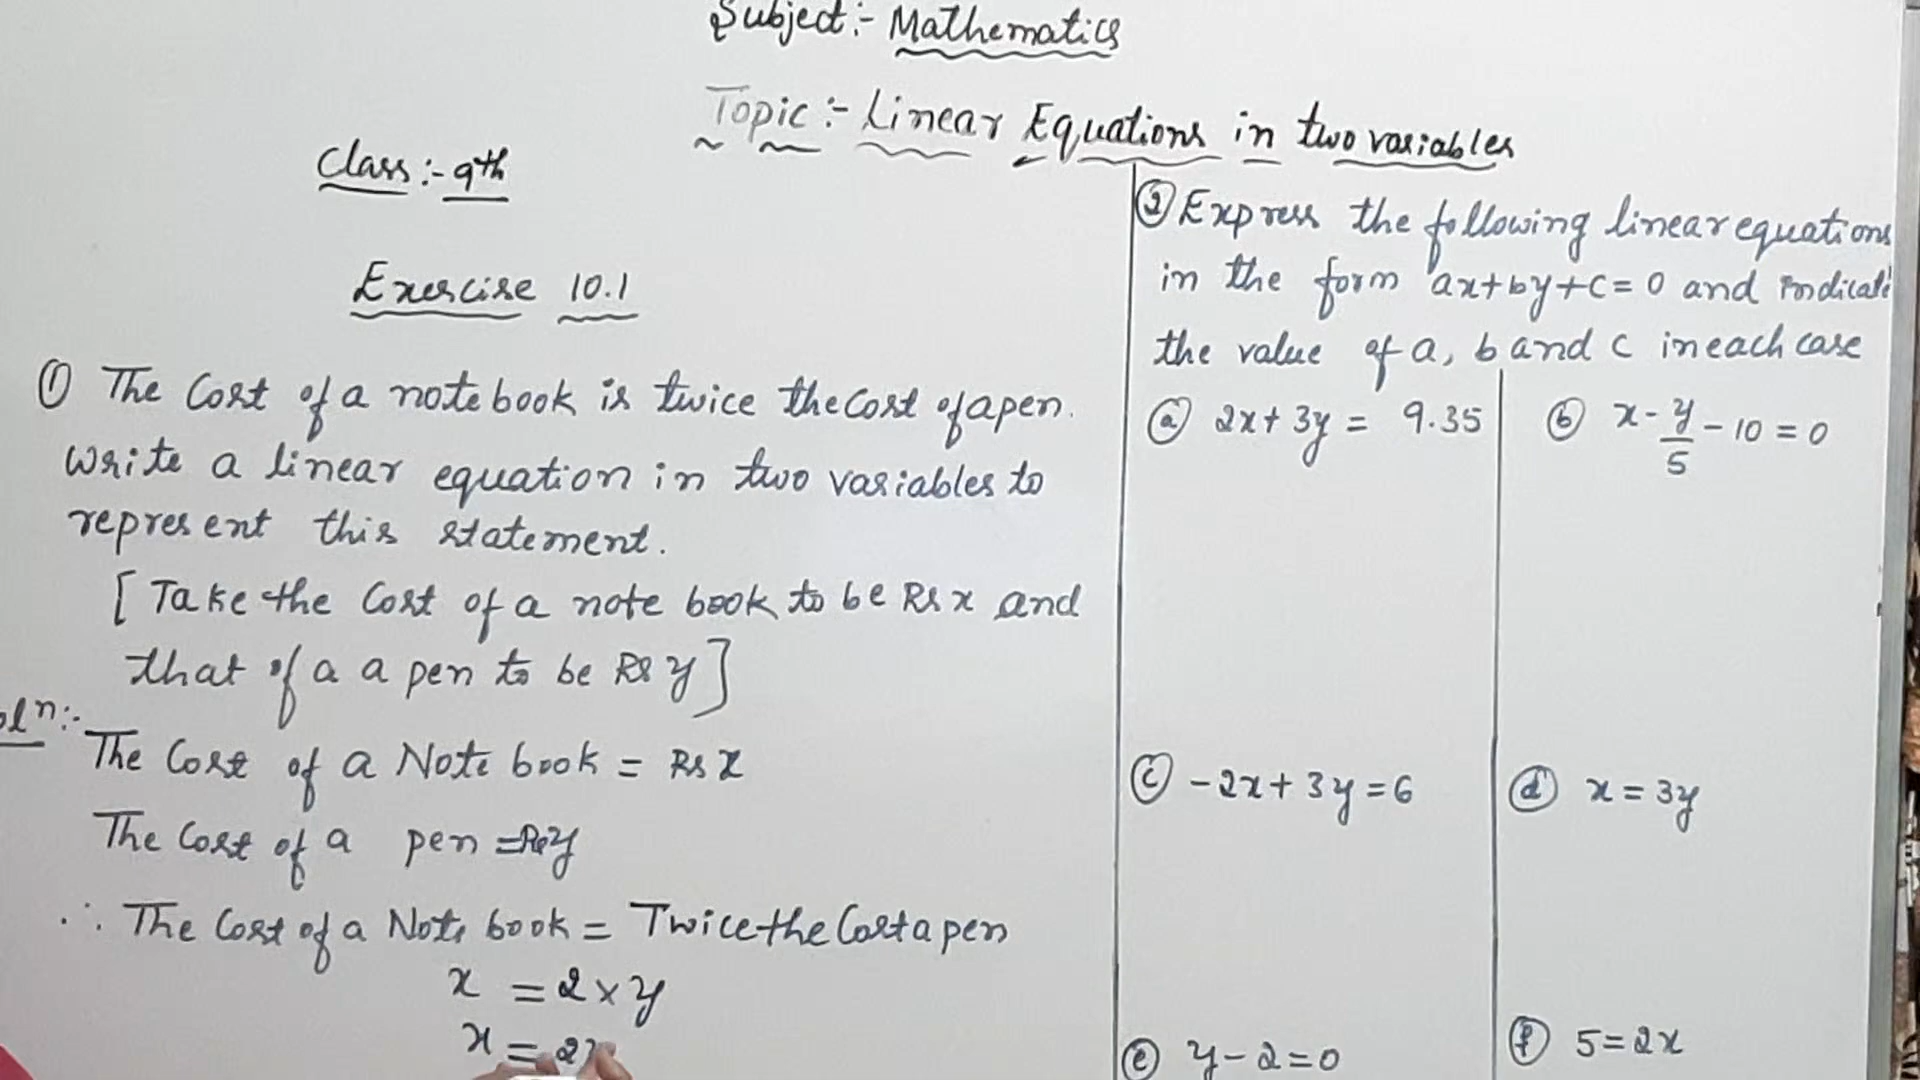 Subject:- Mathematics
Topic:- Linear Equations in two variables
Class:- 9th
Exercise 10.1
① The Cost of a note book is twice the cost of a pen.
write a linear equation in two variables to
represent this statement.
[Take the Cost of a note book to be Rs x and
that of a a pen to be Rs y]
The Cost of a Note book = Rs x
The Cost of a pen = Rs y
∴ The Cost of a Note book = Twice the Cost a pen
x = 2 × y
x = 2
② Express the following linear equations
in the form ax+by+c=0 and indicate
the value of a, b and c in each case
ⓐ 2x+3y = 9.35
ⓑ x - y/5 - 10 = 0
ⓒ -2x+3y=6
ⓓ x = 3y
ⓔ y-2=0
ⓕ 5=2x